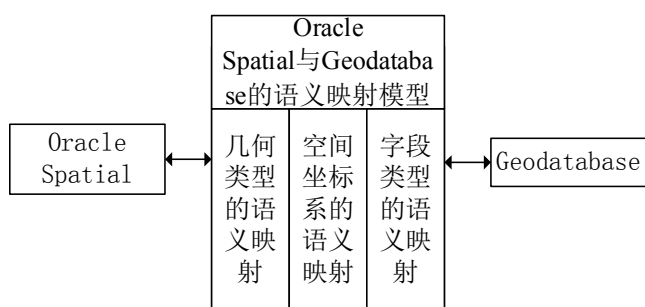 Oracle
Spatial与Geodataba
se的语义映射模型
Oracle
Spatial
几何
类型
的语
义映
射
空间
坐标
系的
语义
映射
字段
类型
的语
义映
射
Geodatabase